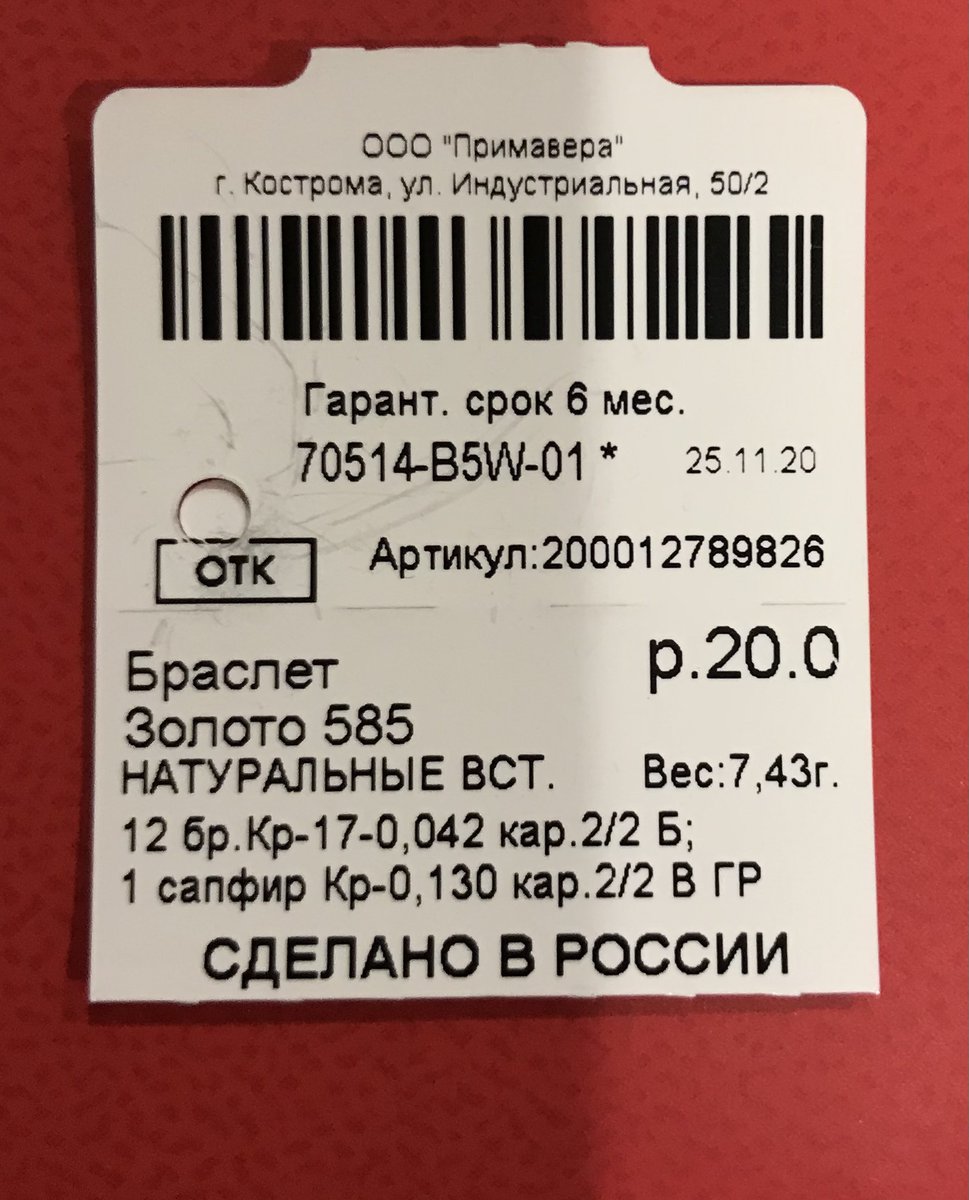 ООО "Примавера"
г. Кострома, ул. Индустриальная, 50/2
Гарант. срок 6 мес.
70514-B5W-01 * 25.11.20
ОТК Артикул:200012789826
Браслет р.20.0
Золото 585
НАТУРАЛЬНЫЕ ВСТ. Вес:7,43г.
12 бр.Кр-17-0,042 кар.2/2 Б;
1 сапфир Кр-0,130 кар.2/2 В ГР
СДЕЛАНО В РОССИИ